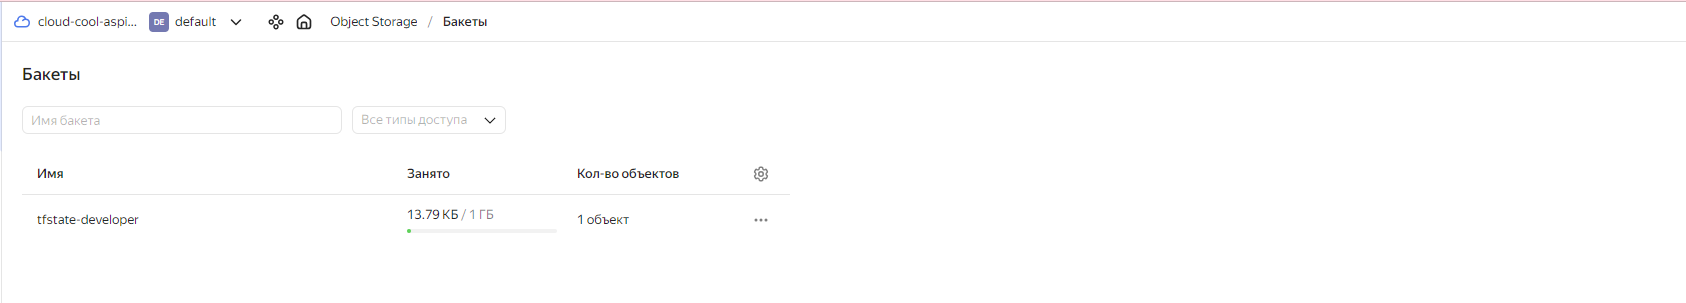 cloud-cool-aspi... DE default Object Storage / Бакеты
Бакеты
Имя бакета Все типы доступа
Имя Занято Кол-во объектов
tfstate-developer 13.79 КБ / 1 ГБ 1 объект